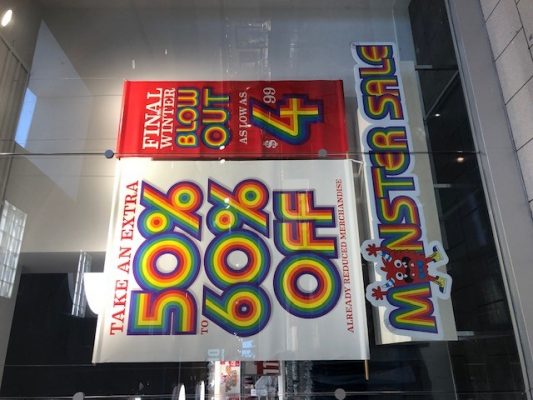 FINAL
WINTER
BLOW
OUT
AS LOW AS
$4.99
TAKE AN EXTRA
50%
TO
60%
OFF
ALREADY REDUCED MERCHANDISE
MONSTER SALE